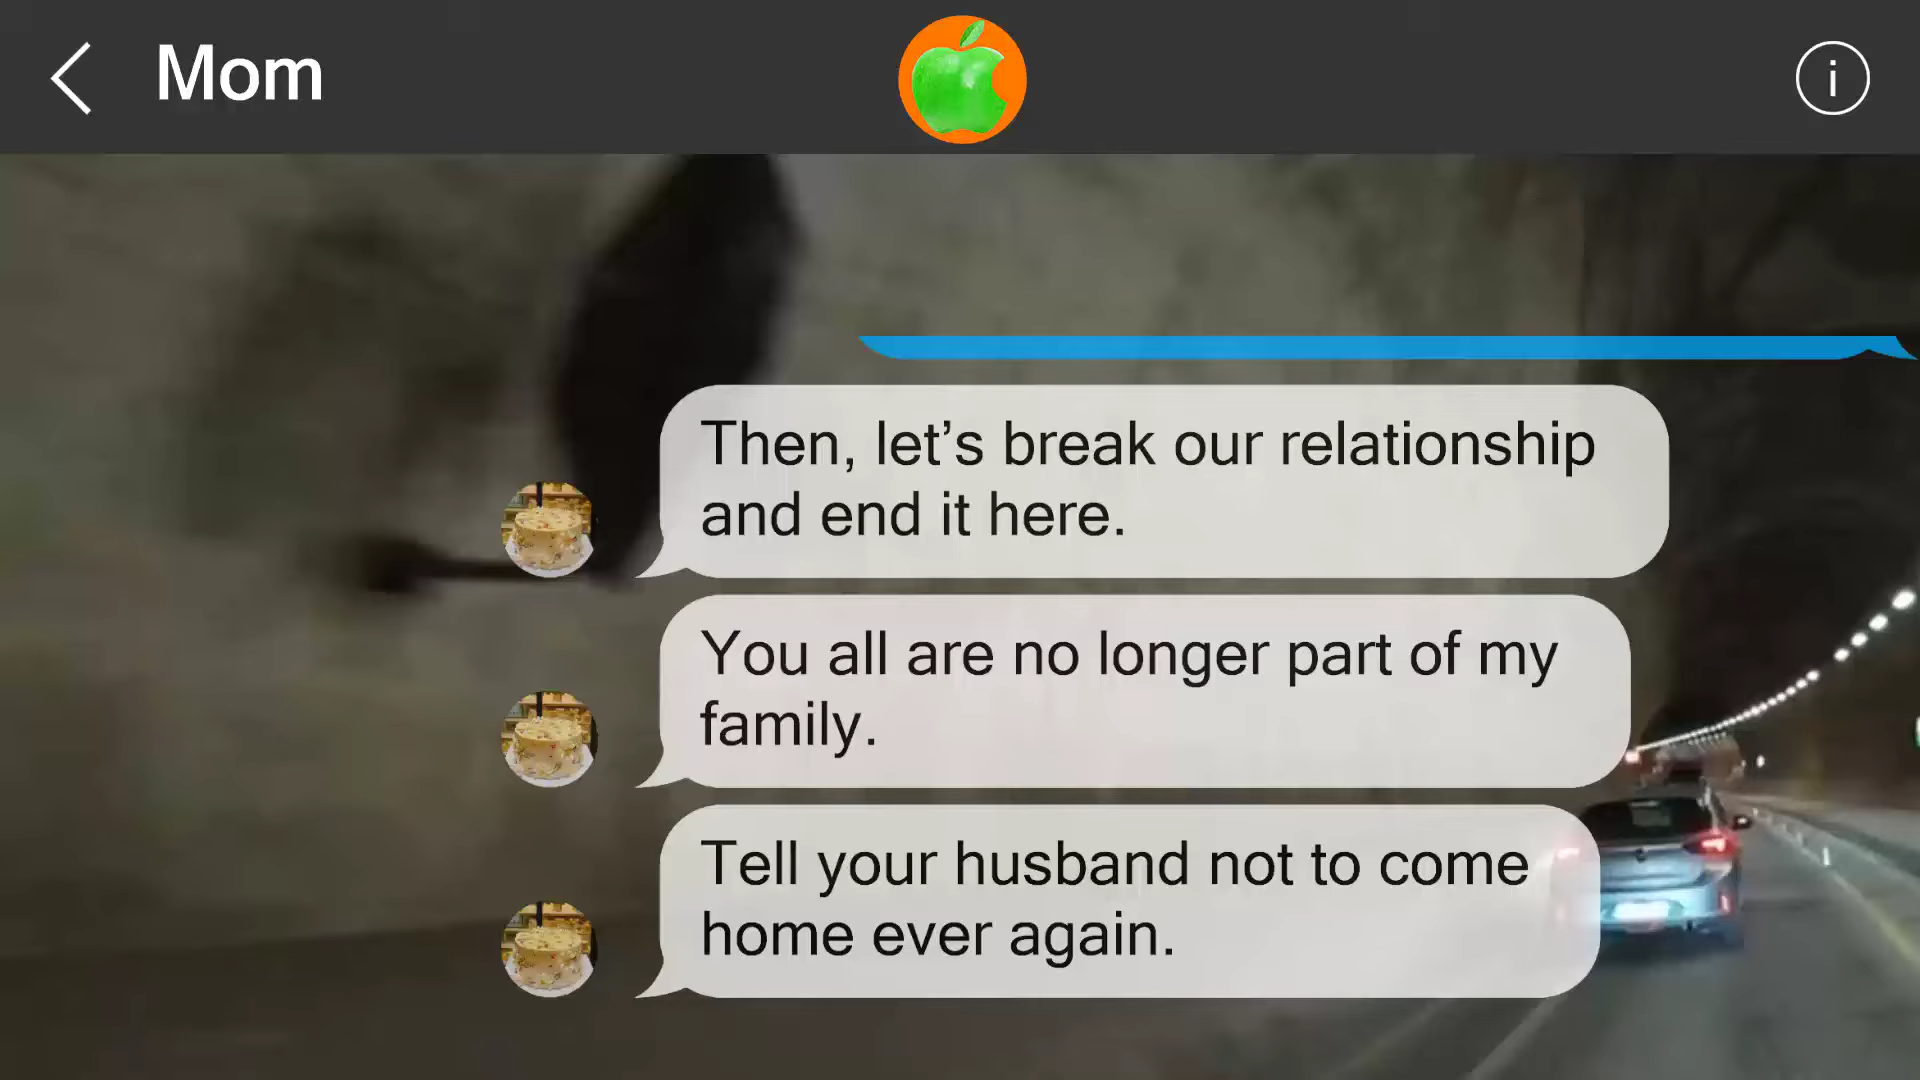 Mom
i
Then, let’s break our relationship
and end it here.
You all are no longer part of my
family.
Tell your husband not to come
home ever again.